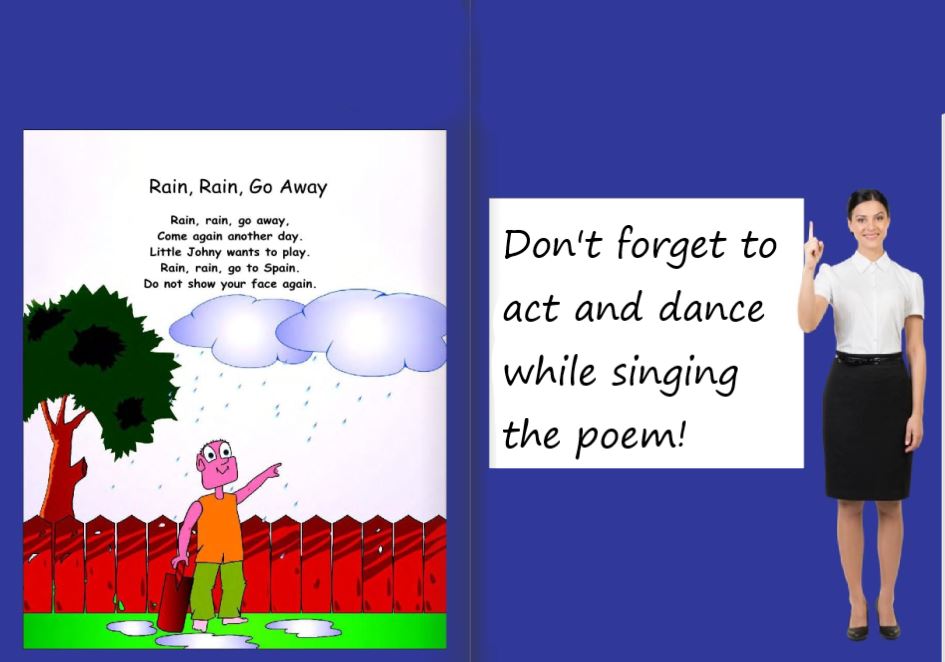 Rain, Rain, Go Away
Rain, rain, go away,
Come again another day.
Little Johny wants to play.
Rain, rain, go to Spain.
Do not show your face again.
Don't forget to
act and dance
while singing
the poem!